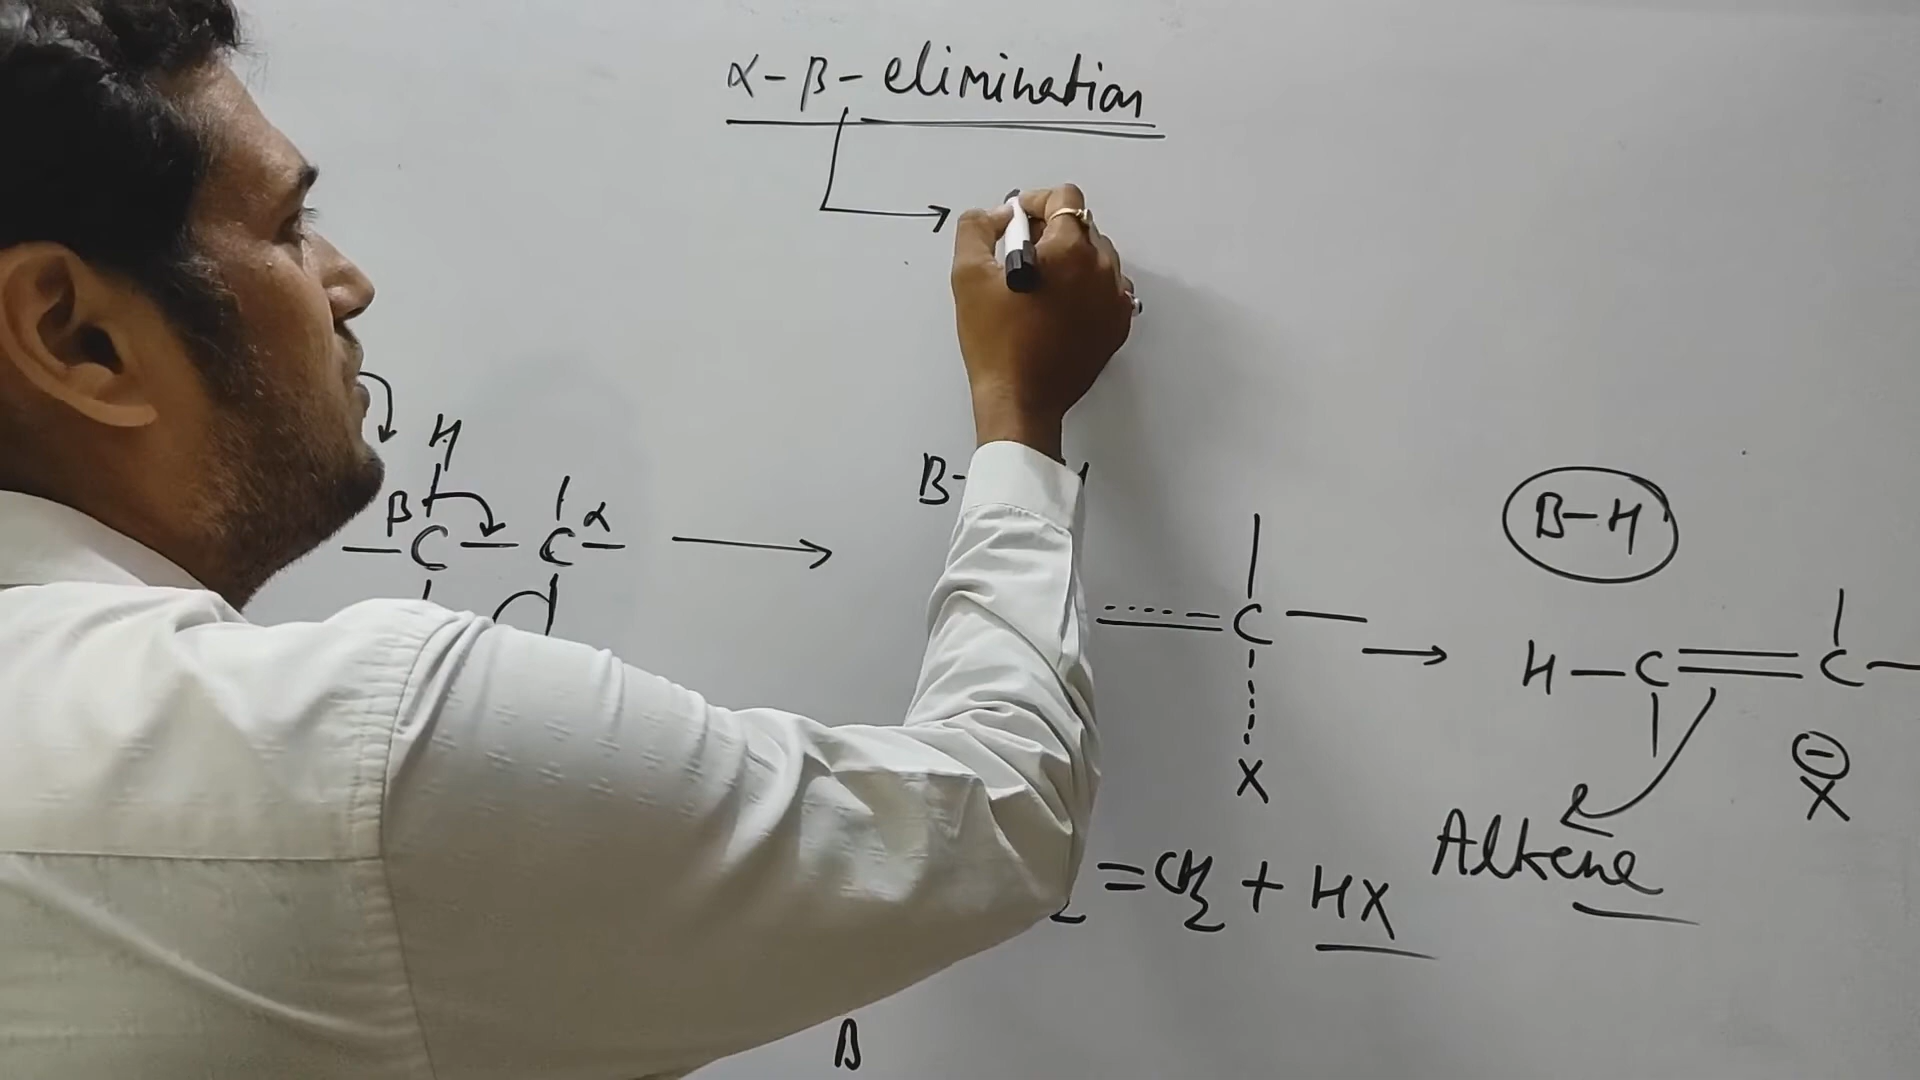 α-β-elimination
H
β C — C α
B-
C
X
B-H
H-C=C-
⊖
X
=CH2 + HX
Alkene
B